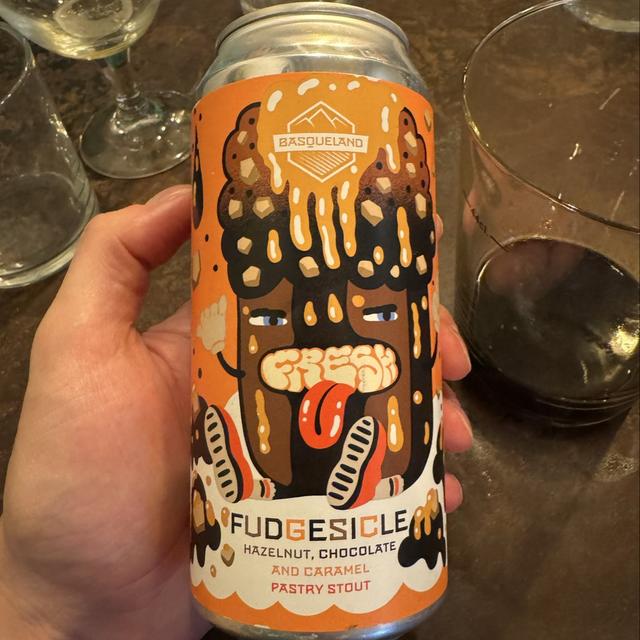 BASQUELAND
FRESH
FUDGESICLE
HAZELNUT, CHOCOLATE
AND CARAMEL
PASTRY STOUT